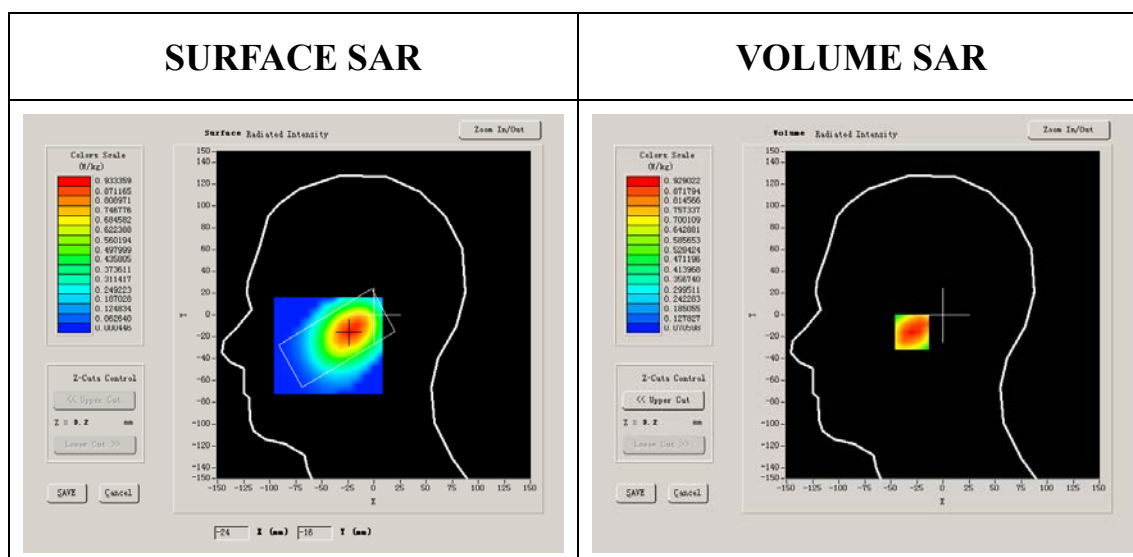 SURFACE SAR
VOLUME SAR
Surface Radiated Intensity
Zoom In/Out
Colors Scale
(W/kg)
0.933359
0.871165
0.808971
0.746776
0.684582
0.622388
0.560194
0.497999
0.435805
0.373611
0.311417
0.249223
0.187028
0.124834
0.062640
0.000446
150
140
120
100
80
60
40
20
0
-20
-40
-60
-80
-100
-120
-140
-150
Y
-150 -125 -100 -75 -50 -25 0 25 50 75 100 125 150
X
Z-Cuts Control
<< Upper Cut
Z = 3.2 mm
Lower Cut >>
SAVE Cancel
-24 X (mm) -16 Y (mm)
Volume Radiated Intensity
Zoom In/Out
Colors Scale
(W/kg)
0.929022
0.871794
0.814566
0.757337
0.700109
0.642881
0.585653
0.528424
0.471196
0.413968
0.356740
0.299511
0.242283
0.185055
0.127827
0.070598
150
140
120
100
80
60
40
20
0
-20
-40
-60
-80
-100
-120
-140
-150
Y
-150 -125 -100 -75 -50 -25 0 25 50 75 100 125 150
X
Z-Cuts Control
<< Upper Cut
Z = 3.2 mm
Lower Cut >>
SAVE Cancel